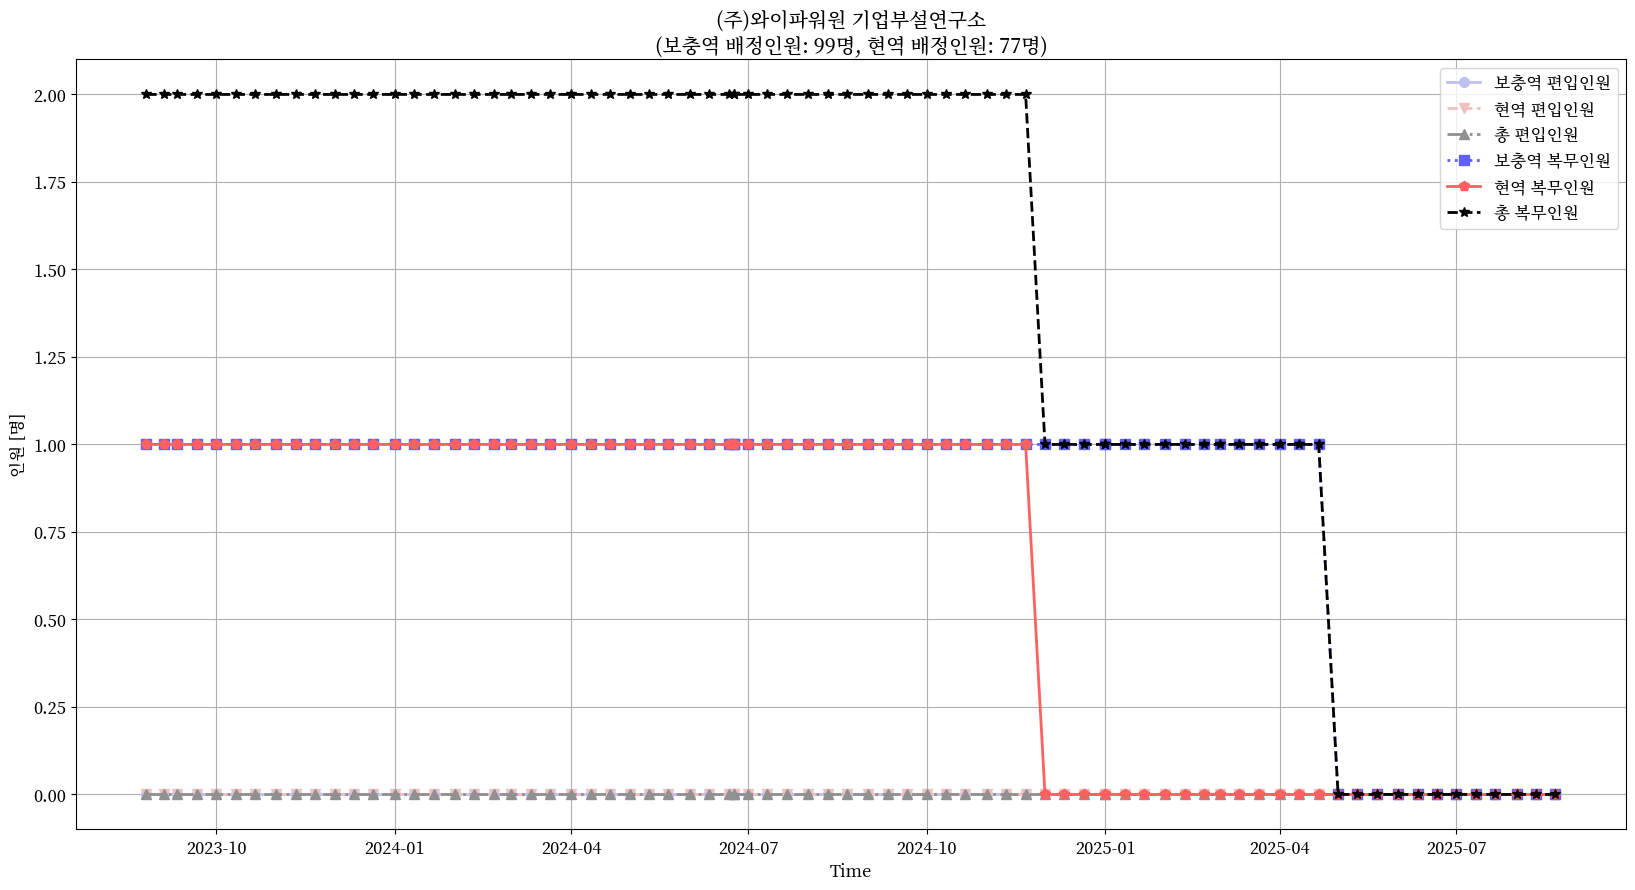 (주)와이파워원 기업부설연구소
(보충역 배정인원: 99명, 현역 배정인원: 77명)
보충역 편입인원
현역 편입인원
총 편입인원
보충역 복무인원
현역 복무인원
총 복무인원
인원 [명]
2.00
1.75
1.50
1.25
1.00
0.75
0.50
0.25
0.00
2023-10
2024-01
2024-04
2024-07
2024-10
2025-01
2025-04
2025-07
Time